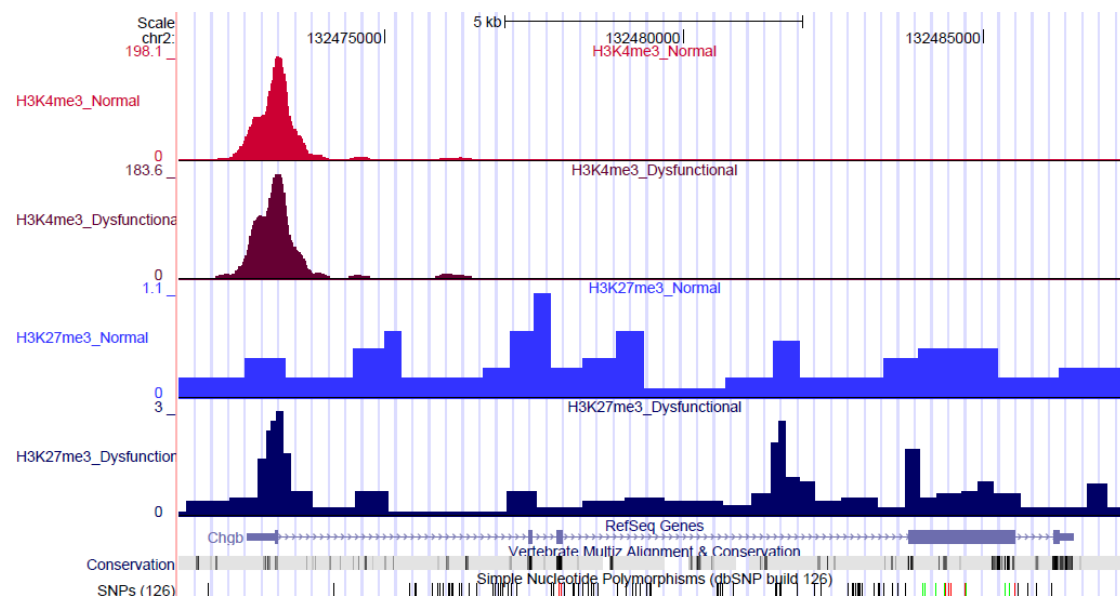 Scale 5 kb
chr2: 132475000 132480000 132485000
198.1 _ H3K4me3_Normal
H3K4me3_Normal
0
183.6 _ H3K4me3_Dysfunctional
H3K4me3_Dysfunctiona
0
1.1 _ H3K27me3_Normal
H3K27me3_Normal
0
3 _ H3K27me3_Dysfunctional
H3K27me3_Dysfunction
0
RefSeq Genes
Chgb
Vertebrate Multiz Alignment & Conservation
Conservation
Simple Nucleotide Polymorphisms (dbSNP build 126)
SNPs (126)